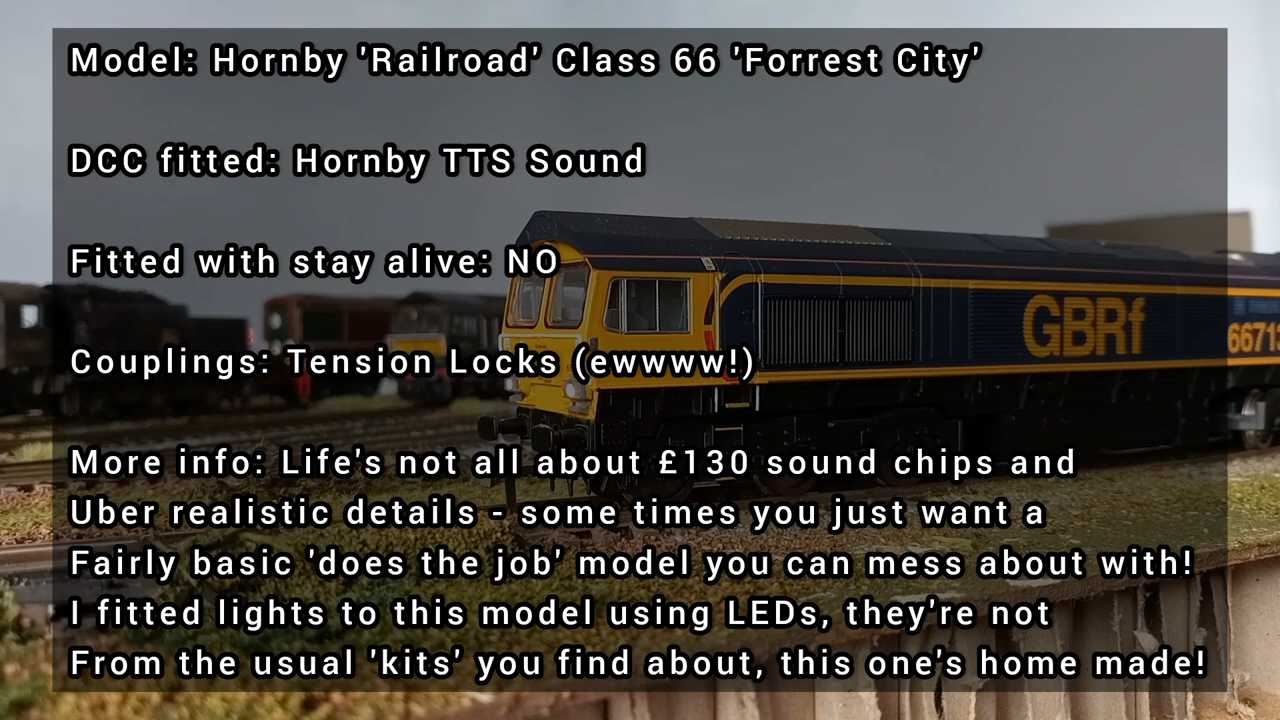 Model: Hornby 'Railroad' Class 66 'Forrest City'
DCC fitted: Hornby TTS Sound
Fitted with stay alive: NO
Couplings: Tension Locks (ewwww!)
More info: Life's not all about £130 sound chips and
Uber realistic details - some times you just want a
Fairly basic 'does the job' model you can mess about with!
I fitted lights to this model using LEDs, they're not
From the usual 'kits' you find about, this one's home made!
GBRf